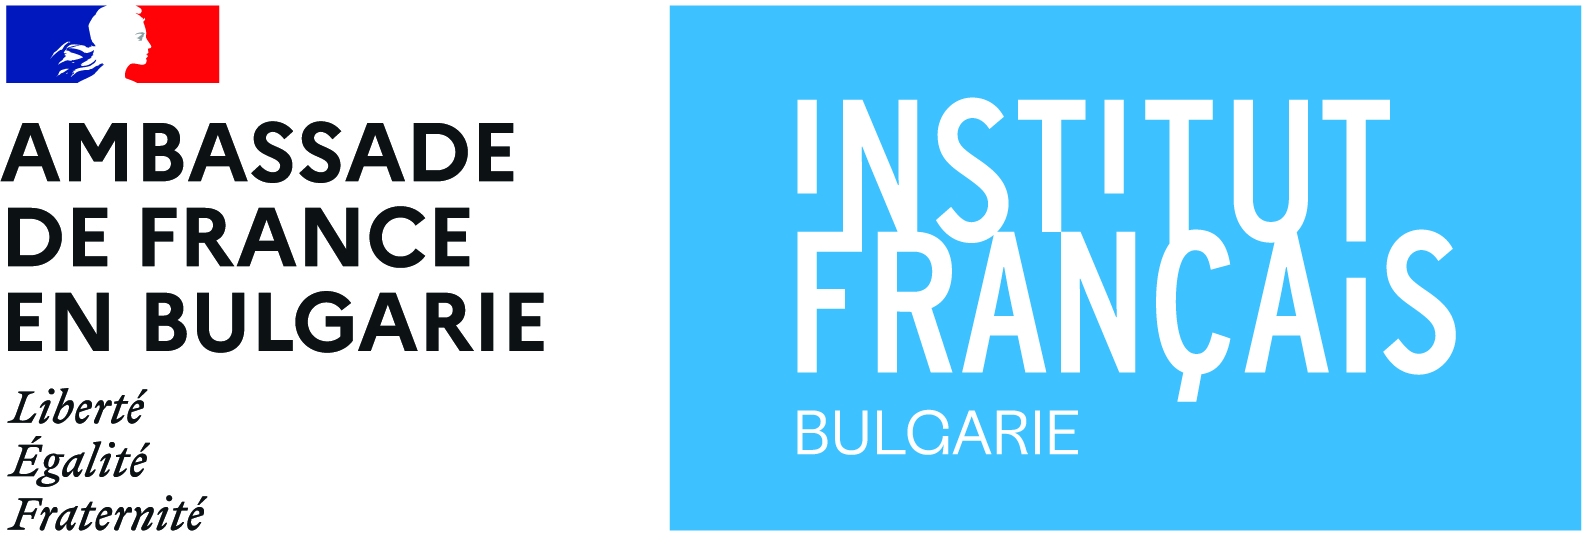 AMBASSADE
DE FRANCE
EN BULGARIE
Liberté
Égalité
Fraternité
INSTITUT
FRANÇAiS
BULGARIE